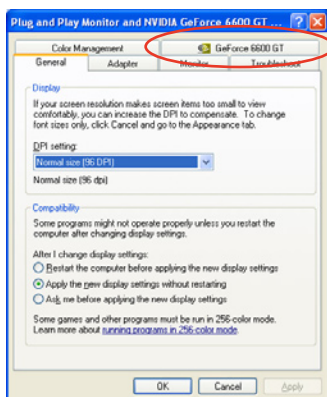 Plug and Play Monitor and NVIDIA GeForce 6600 GT ...
Color Management
GeForce 6600 GT
General
Adapter
Monitor
Troubleshoot
Display
If your screen resolution makes screen items too small to view
comfortably, you can increase the DPI to compensate. To change
font sizes only, click Cancel and go to the Appearance tab.
DPI setting:
Normal size (96 DPI)
Normal size (96 dpi)
Compatibility
Some programs might not operate properly unless you restart the
computer after changing display settings.
After I change display settings:
Restart the computer before applying the new display settings
Apply the new display settings without restarting
Ask me before applying the new display settings
Some games and other programs must be run in 256-color mode.
Learn more about running programs in 256-color mode.
OK
Cancel
Apply